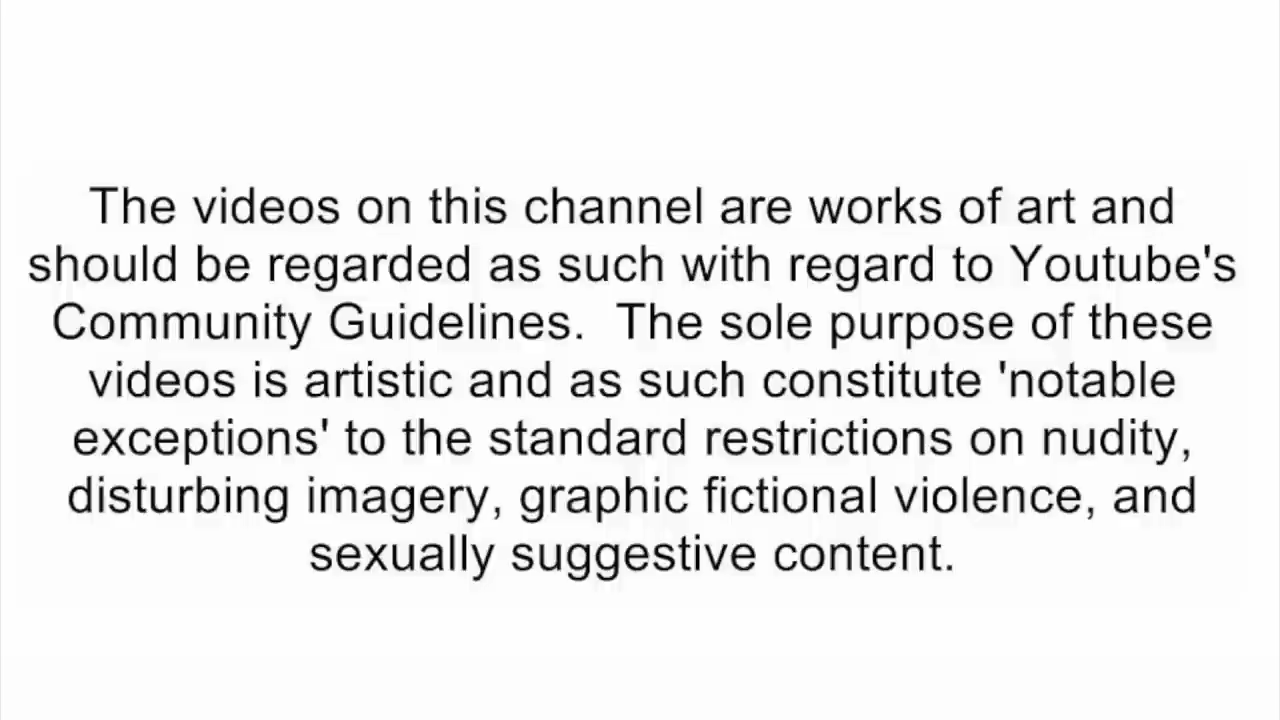 The videos on this channel are works of art and
should be regarded as such with regard to Youtube's
Community Guidelines.  The sole purpose of these
videos is artistic and as such constitute 'notable
exceptions' to the standard restrictions on nudity,
disturbing imagery, graphic fictional violence, and
sexually suggestive content.